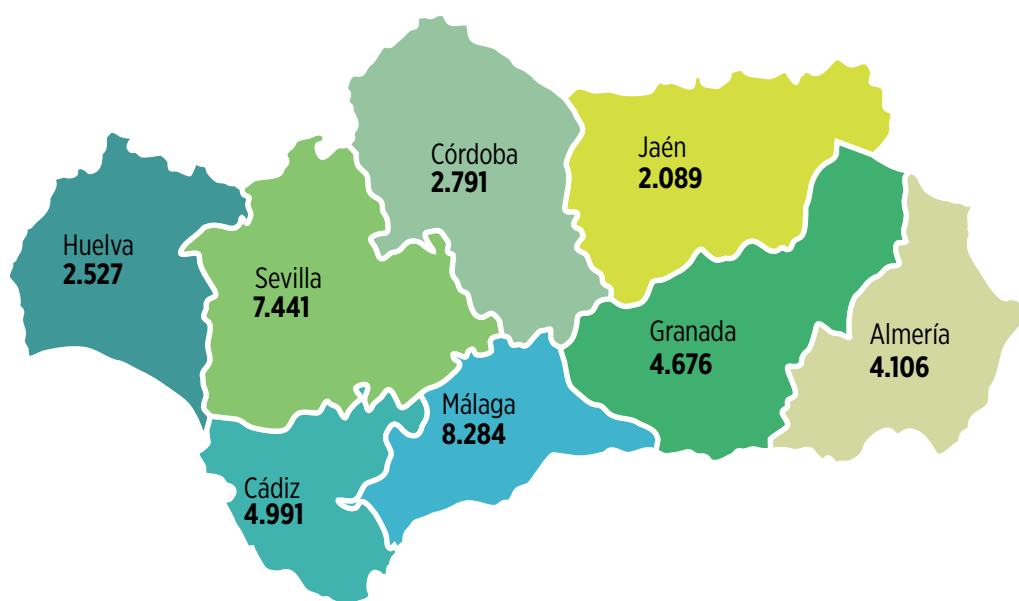 Córdoba
2.791
Jaén
2.089
Huelva
2.527
Sevilla
7.441
Granada
4.676
Almería
4.106
Málaga
8.284
Cádiz
4.991